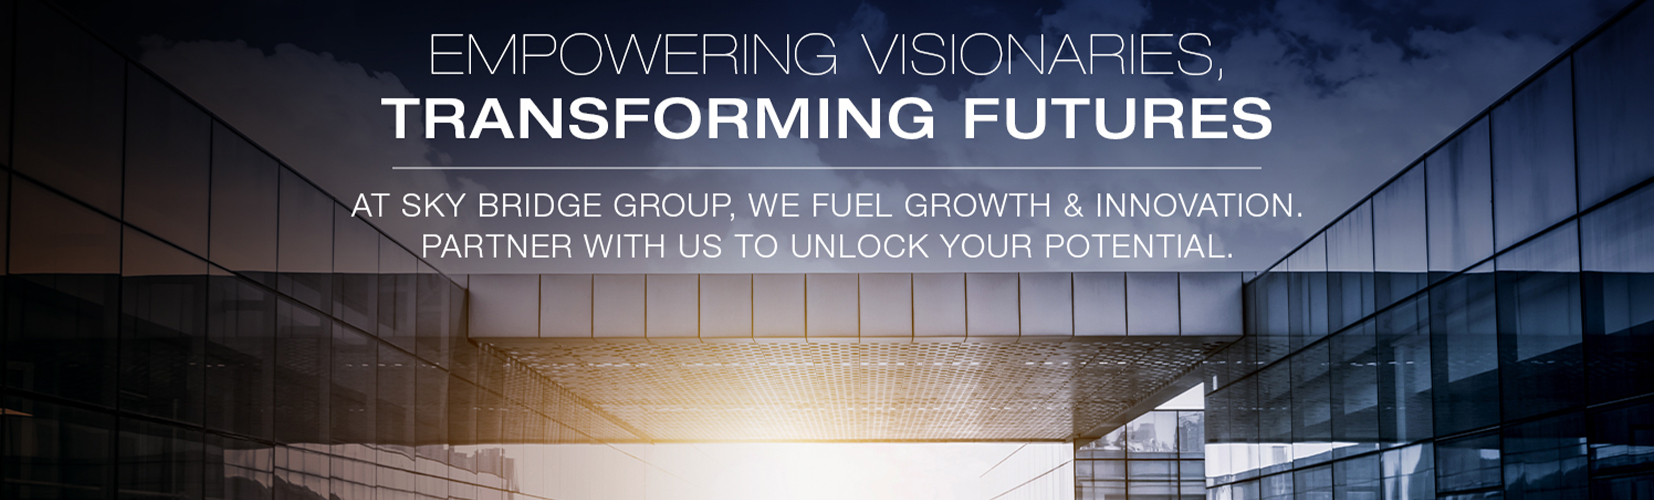 EMPOWERING VISIONARIES,
TRANSFORMING FUTURES
AT SKY BRIDGE GROUP, WE FUEL GROWTH & INNOVATION.
PARTNER WITH US TO UNLOCK YOUR POTENTIAL.